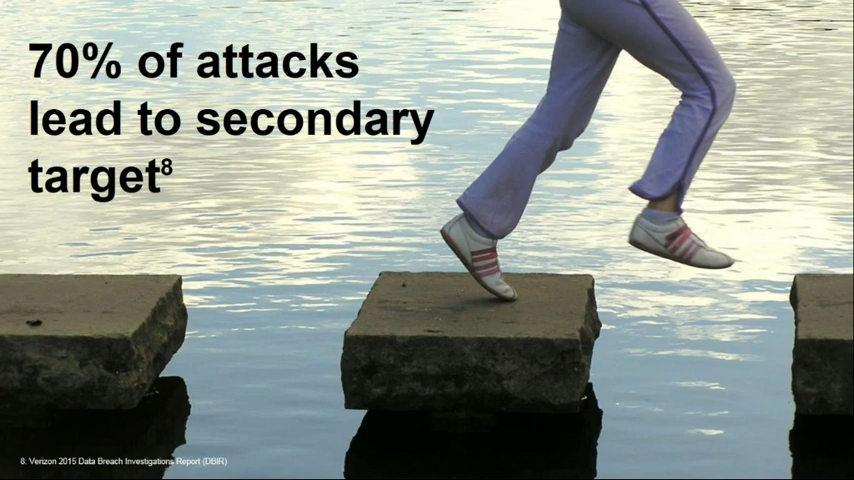 70% of attacks
lead to secondary
target⁸
8: Verizon 2015 Data Breach Investigations Report (DBIR)